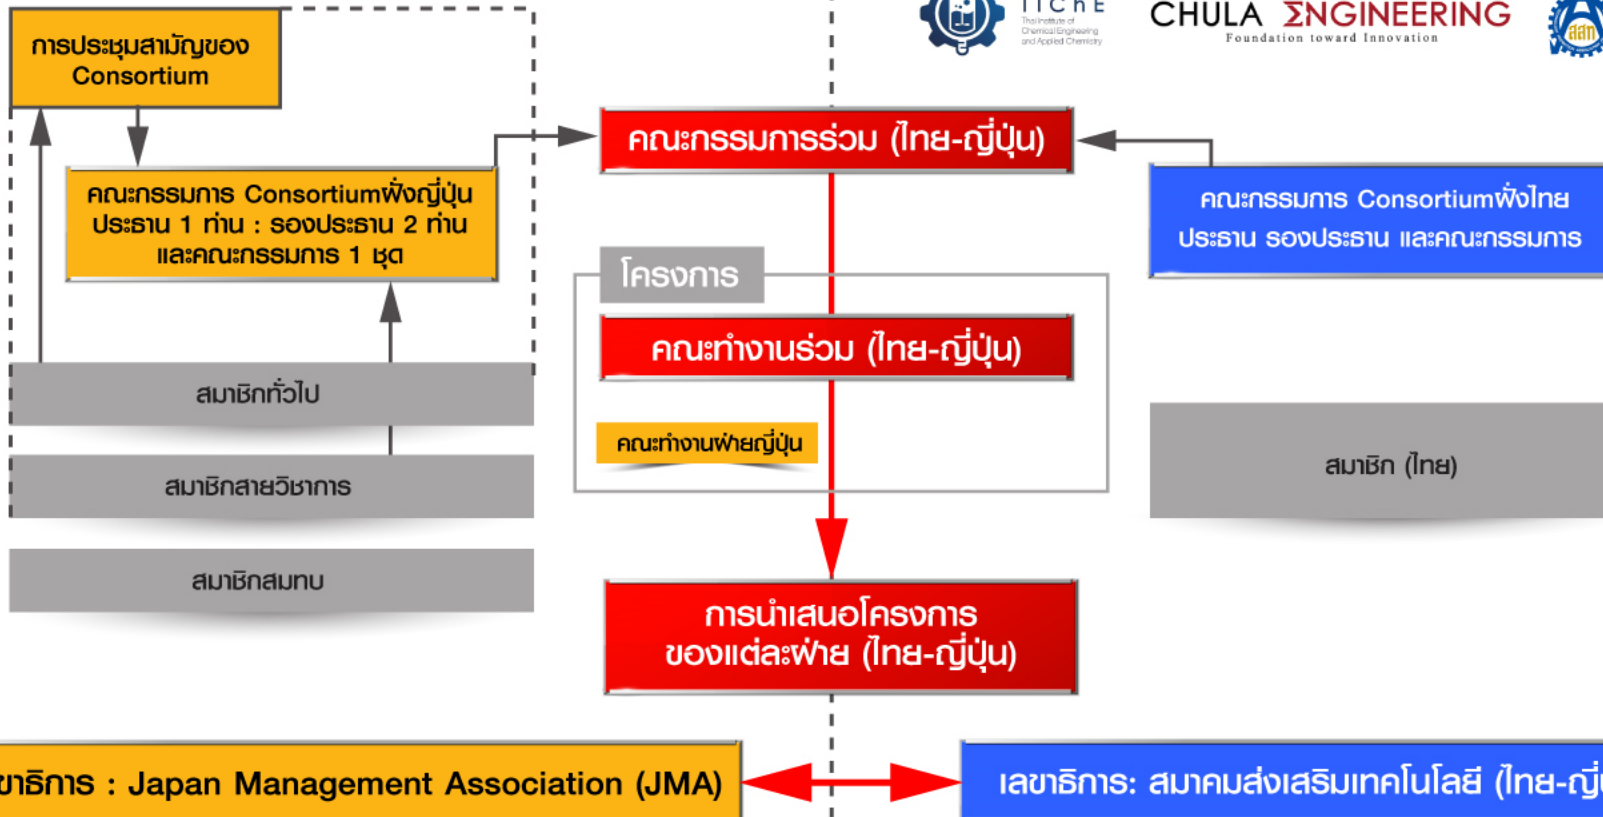 TIChE
Thai Institute of
Chemical Engineering
and Applied Chemistry
CHULA ΣNGINEERING
Foundation toward Innovation
สสท
การประชุมสามัญของ
Consortium
คณะกรรมการร่วม (ไทย-ญี่ปุ่น)
คณะกรรมการ Consortiumฝั่งญี่ปุ่น
ประธาน 1 ท่าน : รองประธาน 2 ท่าน
และคณะกรรมการ 1 ชุด
คณะกรรมการ Consortiumฝั่งไทย
ประธาน รองประธาน และคณะกรรมการ
โครงการ
คณะทำงานร่วม (ไทย-ญี่ปุ่น)
คณะทำงานฝ่ายญี่ปุ่น
สมาชิกทั่วไป
สมาชิกสายวิชาการ
สมาชิกสมทบ
สมาชิก (ไทย)
การนำเสนอโครงการ
ของแต่ละฝ่าย (ไทย-ญี่ปุ่น)
ขาธิการ : Japan Management Association (JMA)
เลขาธิการ: สมาคมส่งเสริมเทคโนโลยี (ไทย-ญี่ปุ